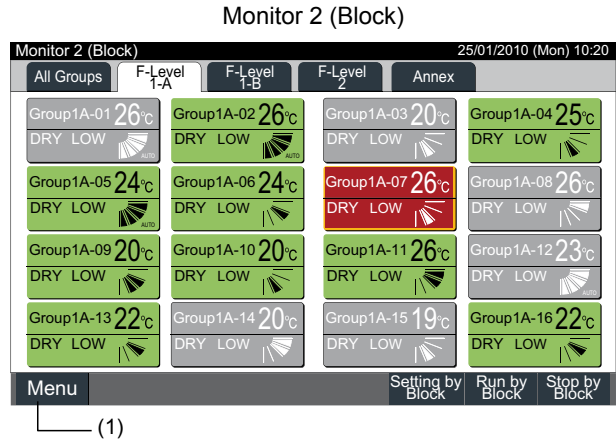 Monitor 2 (Block)
Monitor 2 (Block) 25/01/2010 (Mon) 10:20
All Groups F-Level 1-A F-Level 1-B F-Level 2 Annex
Group1A-01 26°C Group1A-02 26°C Group1A-03 20°C Group1A-04 25°C
DRY LOW AUTO DRY LOW AUTO DRY LOW DRY LOW
Group1A-05 24°C Group1A-06 24°C Group1A-07 26°C Group1A-08 26°C
DRY LOW AUTO DRY LOW DRY LOW DRY LOW
Group1A-09 20°C Group1A-10 20°C Group1A-11 26°C Group1A-12 23°C
DRY LOW DRY LOW DRY LOW DRY LOW AUTO
Group1A-13 22°C Group1A-14 20°C Group1A-15 19°C Group1A-16 22°C
DRY LOW DRY LOW DRY LOW DRY LOW
Menu Setting by Block Run by Block Stop by Block
(1)